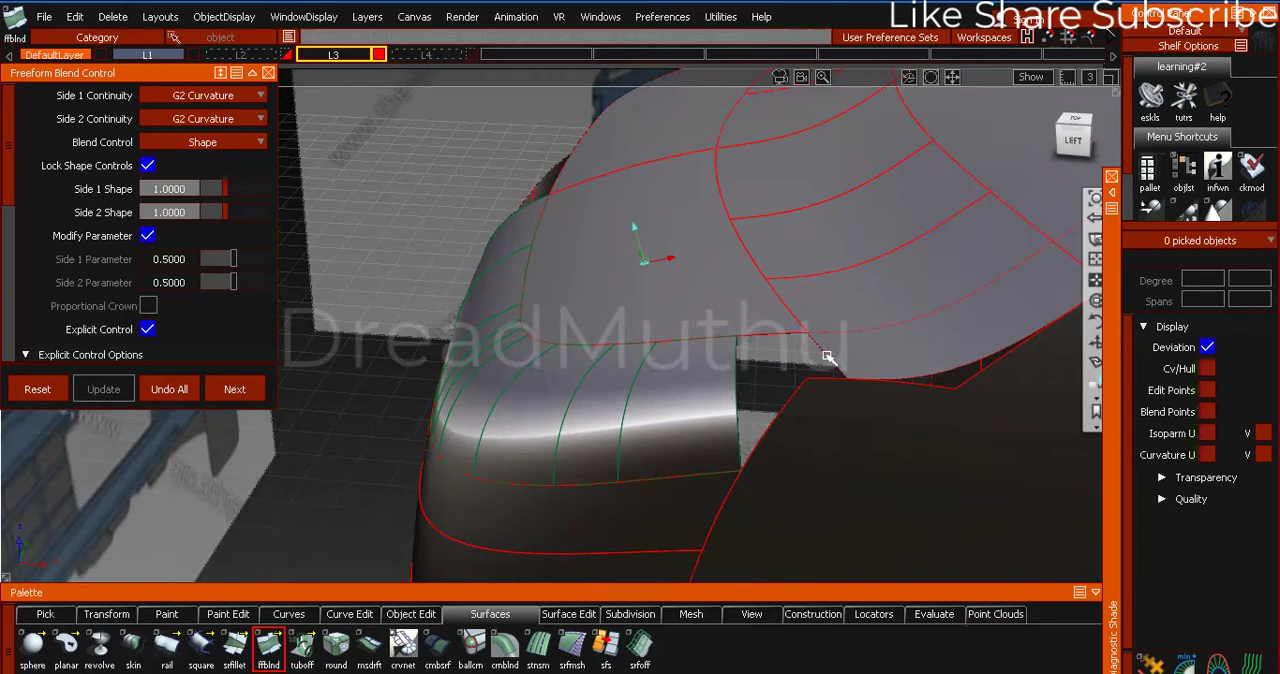 File Edit Delete Layouts ObjectDisplay WindowDisplay Layers Canvas Render Animation VR Windows Preferences Utilities Help
Like Share Subscribe
ffblnd Category object User Preference Sets Workspaces
DefaultLayer L1 L2 L3 L4
Freeform Blend Control
Side 1 Continuity G2 Curvature
Side 2 Continuity G2 Curvature
Blend Control Shape
Lock Shape Controls
Side 1 Shape 1.0000
Side 2 Shape 1.0000
Modify Parameter
Side 1 Parameter 0.5000
Side 2 Parameter 0.5000
Proportional Crown
Explicit Control
Explicit Control Options
Reset Update Undo All Next
Show 3
TOP
LEFT
DreadMuthu
Diagnostic Shade
Default
Shelf Options
learning#2
eskls tutrs help
Menu Shortcuts
pallet objlst infwn ckmod
0 picked objects
Degree
Spans
Display
Deviation
Cv/Hull
Edit Points
Blend Points
Isoparm U V
Curvature U V
Transparency
Quality
Palette
Pick Transform Paint Paint Edit Curves Curve Edit Object Edit Surfaces Surface Edit Subdivision Mesh View Construction Locators Evaluate Point Clouds
sphere planar revolve skin rail square srfillet ffblnd tuboff round msdrft crvnet cmbsrf ballcrn cmblnd stnsm srfmsh sfs srfoff